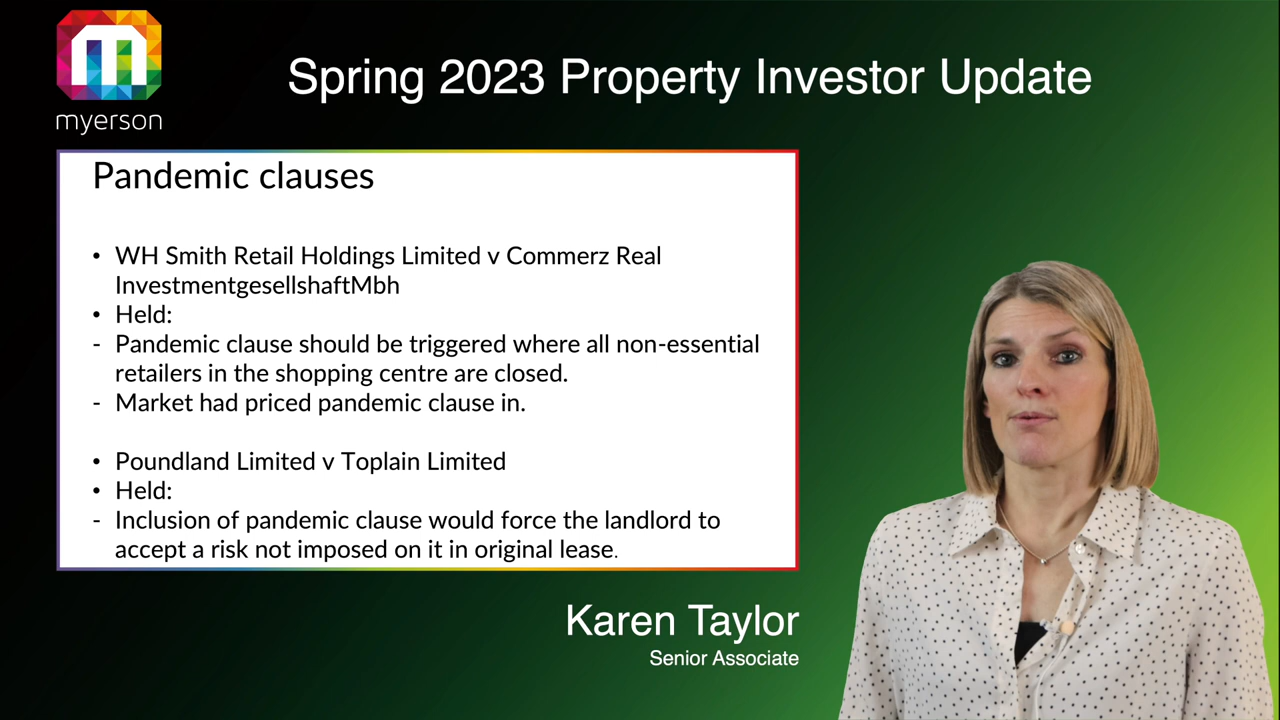 myerson
Spring 2023 Property Investor Update
Pandemic clauses
• WH Smith Retail Holdings Limited v Commerz Real
InvestmentgesellshaftMbh
• Held:
- Pandemic clause should be triggered where all non-essential
retailers in the shopping centre are closed.
- Market had priced pandemic clause in.
• Poundland Limited v Toplain Limited
• Held:
- Inclusion of pandemic clause would force the landlord to
accept a risk not imposed on it in original lease.
Karen Taylor
Senior Associate